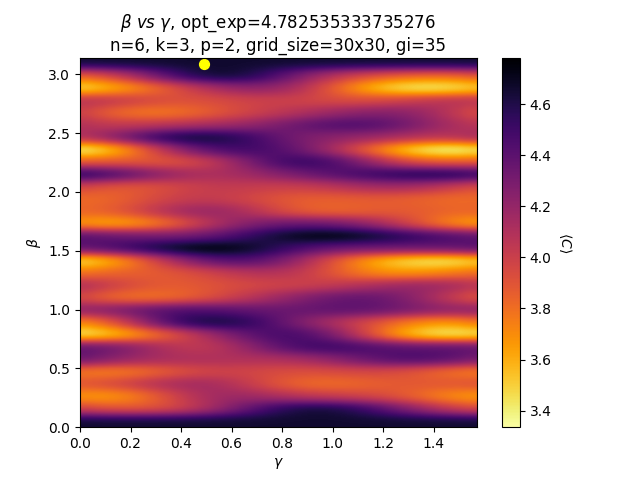 β vs γ, opt_exp=4.782535333735276
n=6, k=3, p=2, grid_size=30x30, gi=35
3.0
2.5
2.0
1.5
1.0
0.5
0.0
β
0.0 0.2 0.4 0.6 0.8 1.0 1.2 1.4
γ
4.6
4.4
4.2
4.0
3.8
3.6
3.4
⟨C⟩